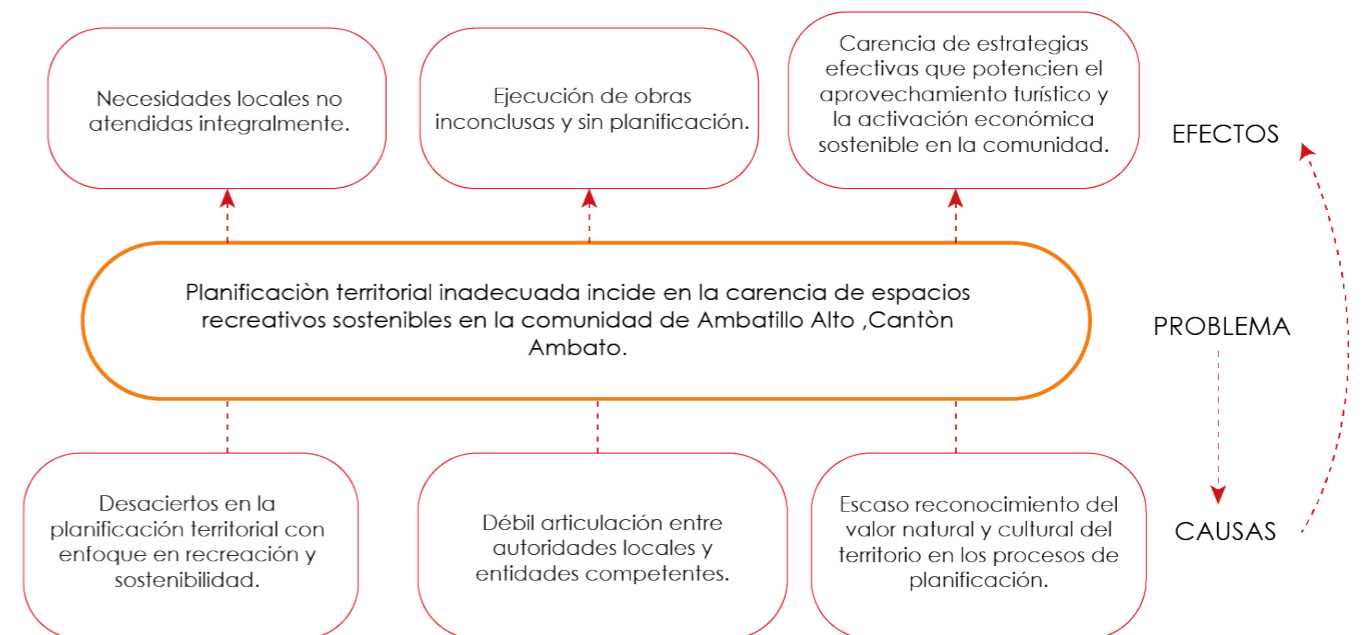 Necesidades locales no
atendidas integralmente.
Ejecución de obras
inconclusas y sin planificación.
Carencia de estrategias
efectivas que potencien el
aprovechamiento turístico y
la activación económica
sostenible en la comunidad.
EFECTOS
Planificaciòn territorial inadecuada incide en la carencia de espacios
recreativos sostenibles en la comunidad de Ambatillo Alto ,Cantòn
Ambato.
PROBLEMA
Desaciertos en la
planificación territorial con
enfoque en recreación y
sostenibilidad.
Débil articulación entre
autoridades locales y
entidades competentes.
Escaso reconocimiento del
valor natural y cultural del
territorio en los procesos de
planificación.
CAUSAS